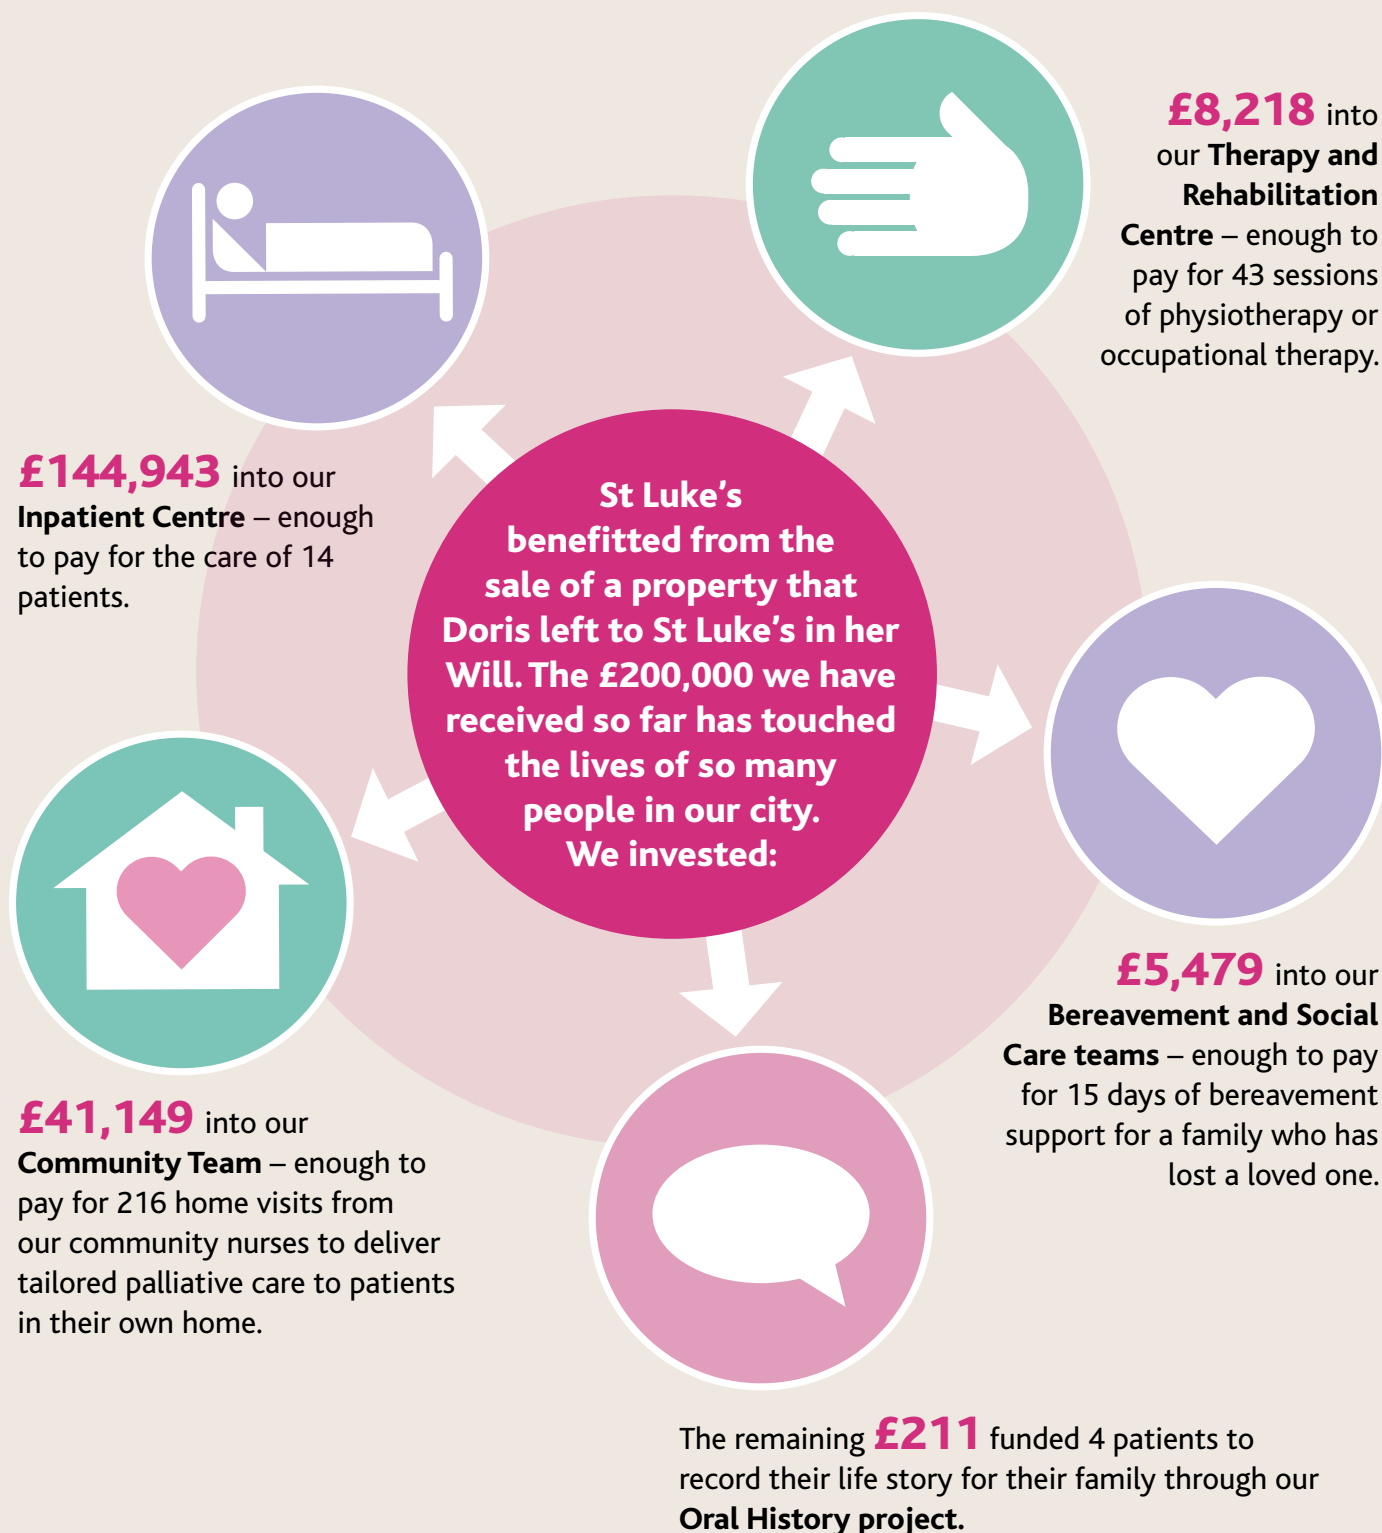 St Luke’s
benefitted from the
sale of a property that
Doris left to St Luke’s in her
Will. The £200,000 we have
received so far has touched
the lives of so many
people in our city.
We invested:
£8,218 into
our Therapy and
Rehabilitation
Centre – enough to
pay for 43 sessions
of physiotherapy or
occupational therapy.
£5,479 into our
Bereavement and Social
Care teams – enough to pay
for 15 days of bereavement
support for a family who has
lost a loved one.
The remaining £211 funded 4 patients to
record their life story for their family through our
Oral History project.
£41,149 into our
Community Team – enough to
pay for 216 home visits from
our community nurses to deliver
tailored palliative care to patients
in their own home.
£144,943 into our
Inpatient Centre – enough
to pay for the care of 14
patients.